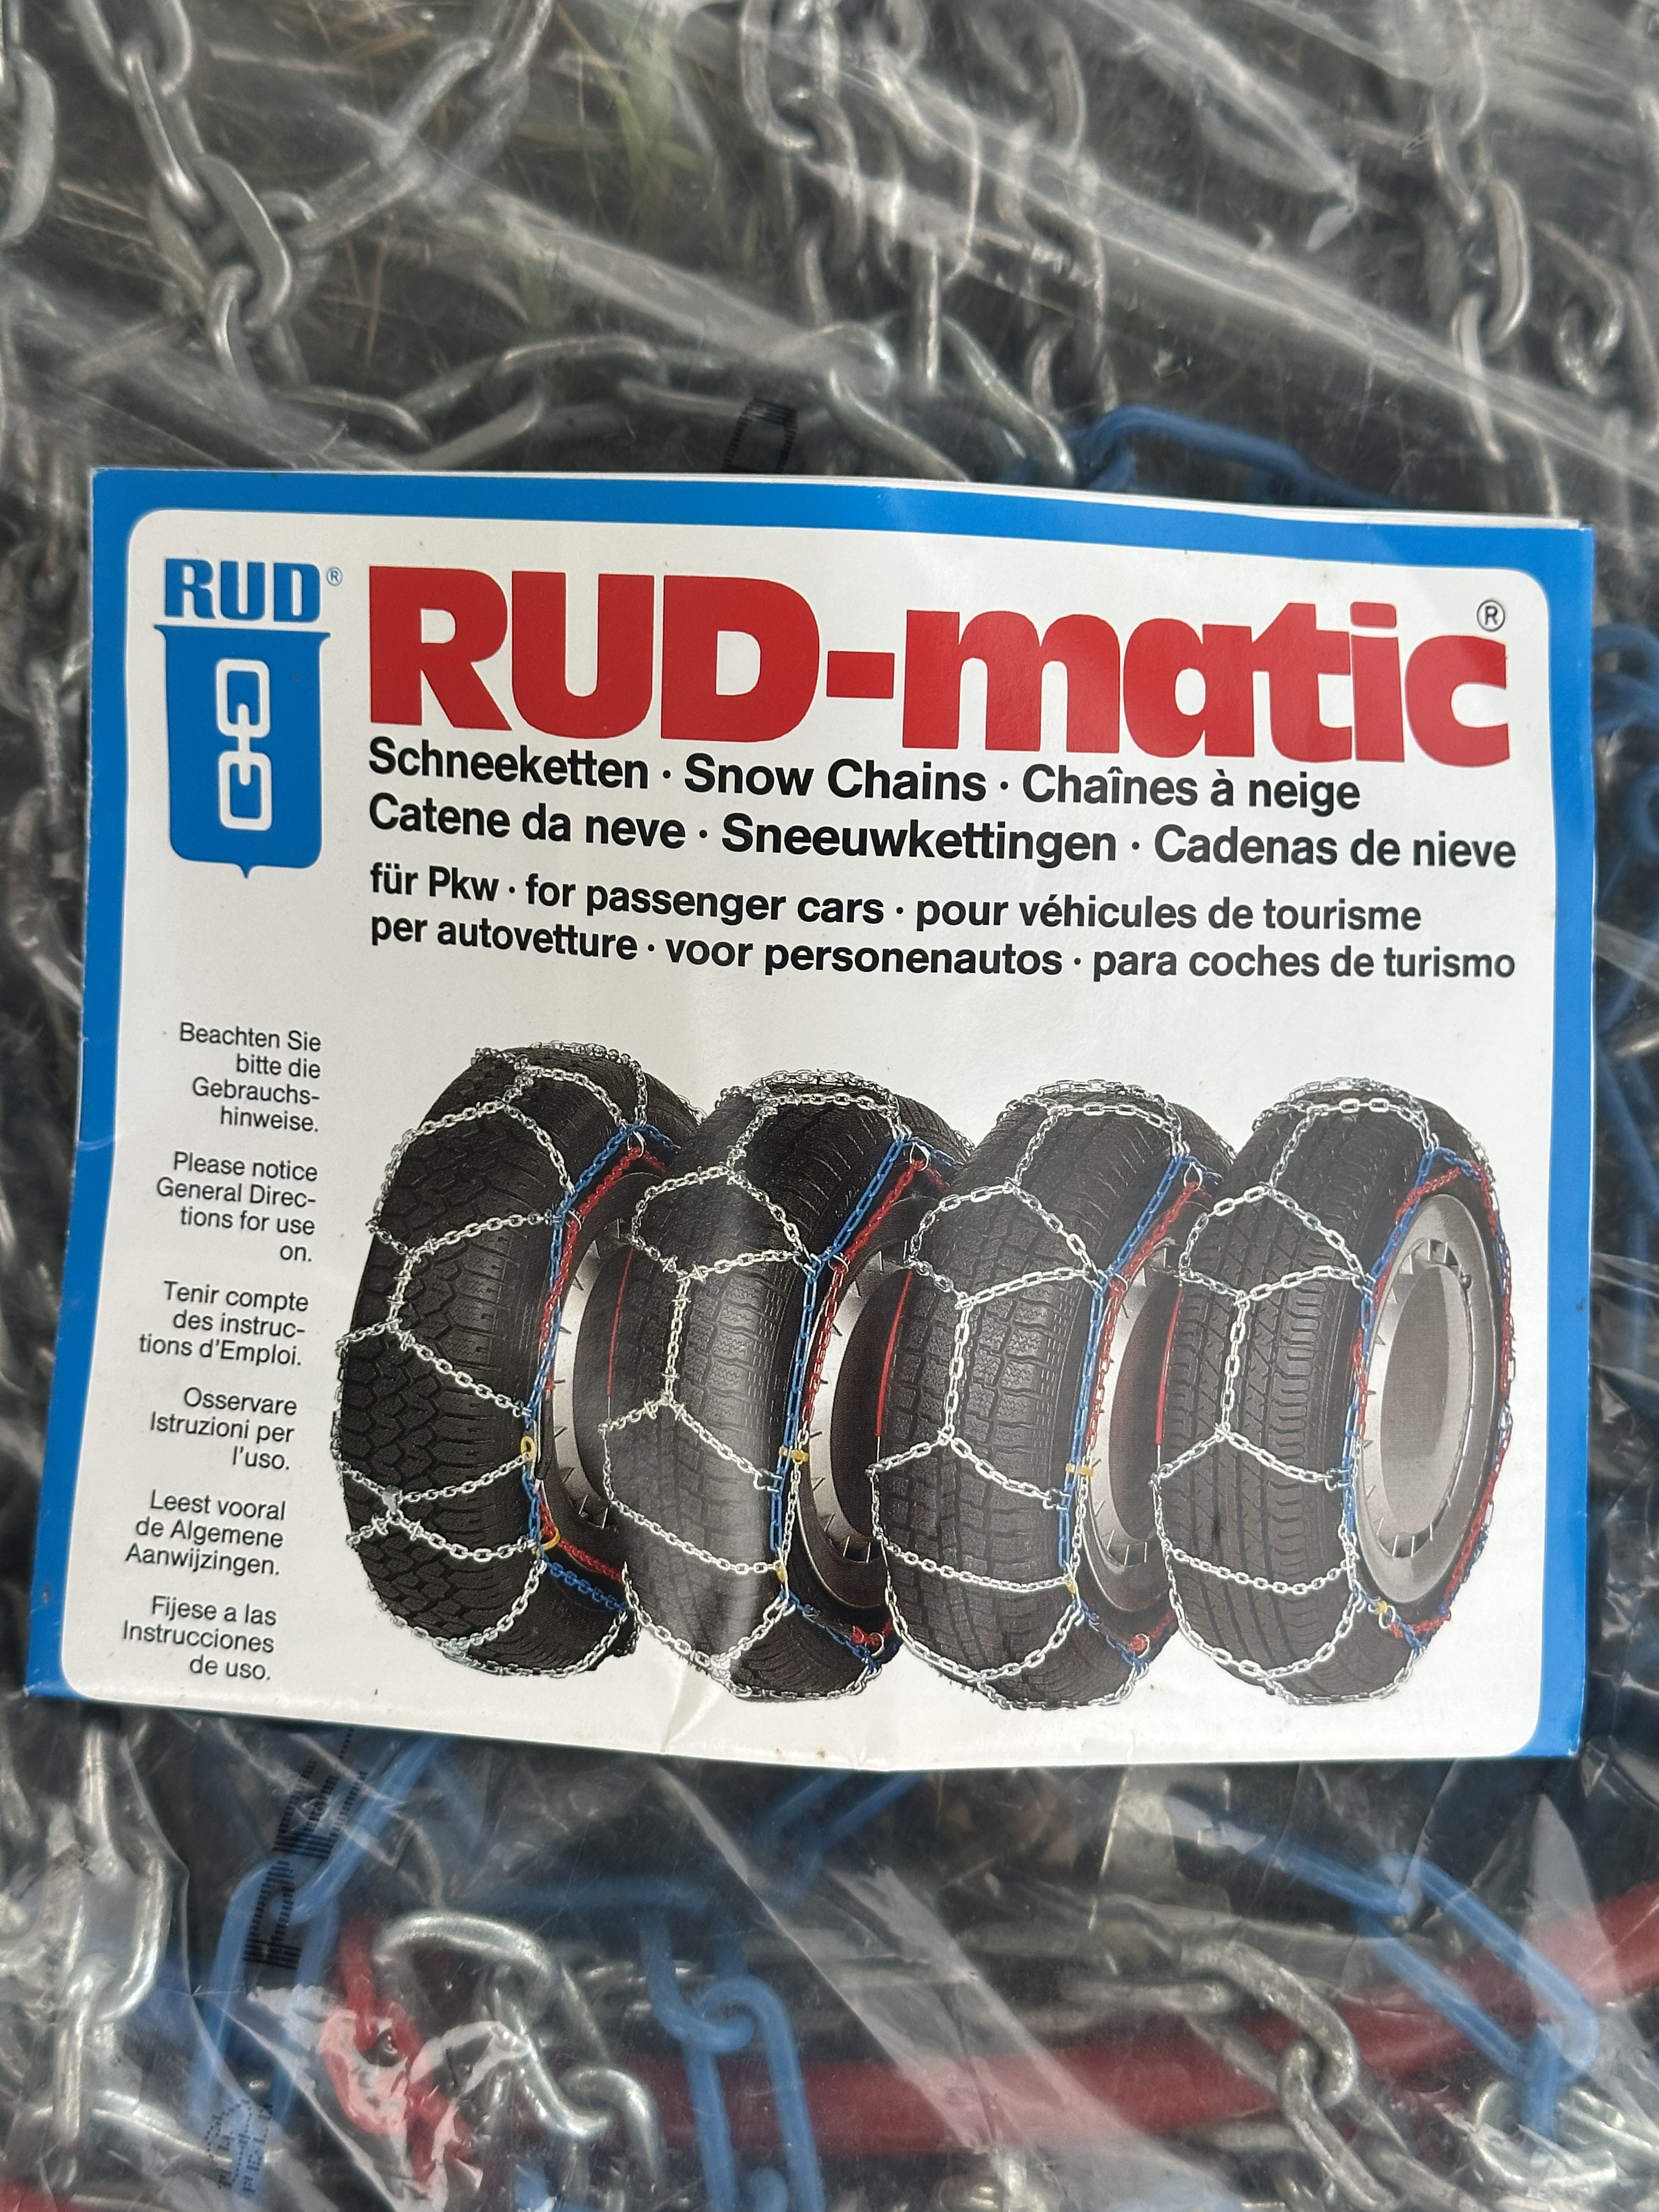 RUD®
RUD-matic®
Schneeketten · Snow Chains · Chaînes à neige
Catene da neve · Sneeuwkettingen · Cadenas de nieve
für Pkw · for passenger cars · pour véhicules de tourisme
per autovetture · voor personenautos · para coches de turismo
Beachten Sie
bitte die
Gebrauchs-
hinweise.
Please notice
General Direc-
tions for use
on.
Tenir compte
des instruc-
tions d'Emploi.
Osservare
Istruzioni per
l'uso.
Leest vooral
de Algemene
Aanwijzingen.
Fijese a las
Instrucciones
de uso.